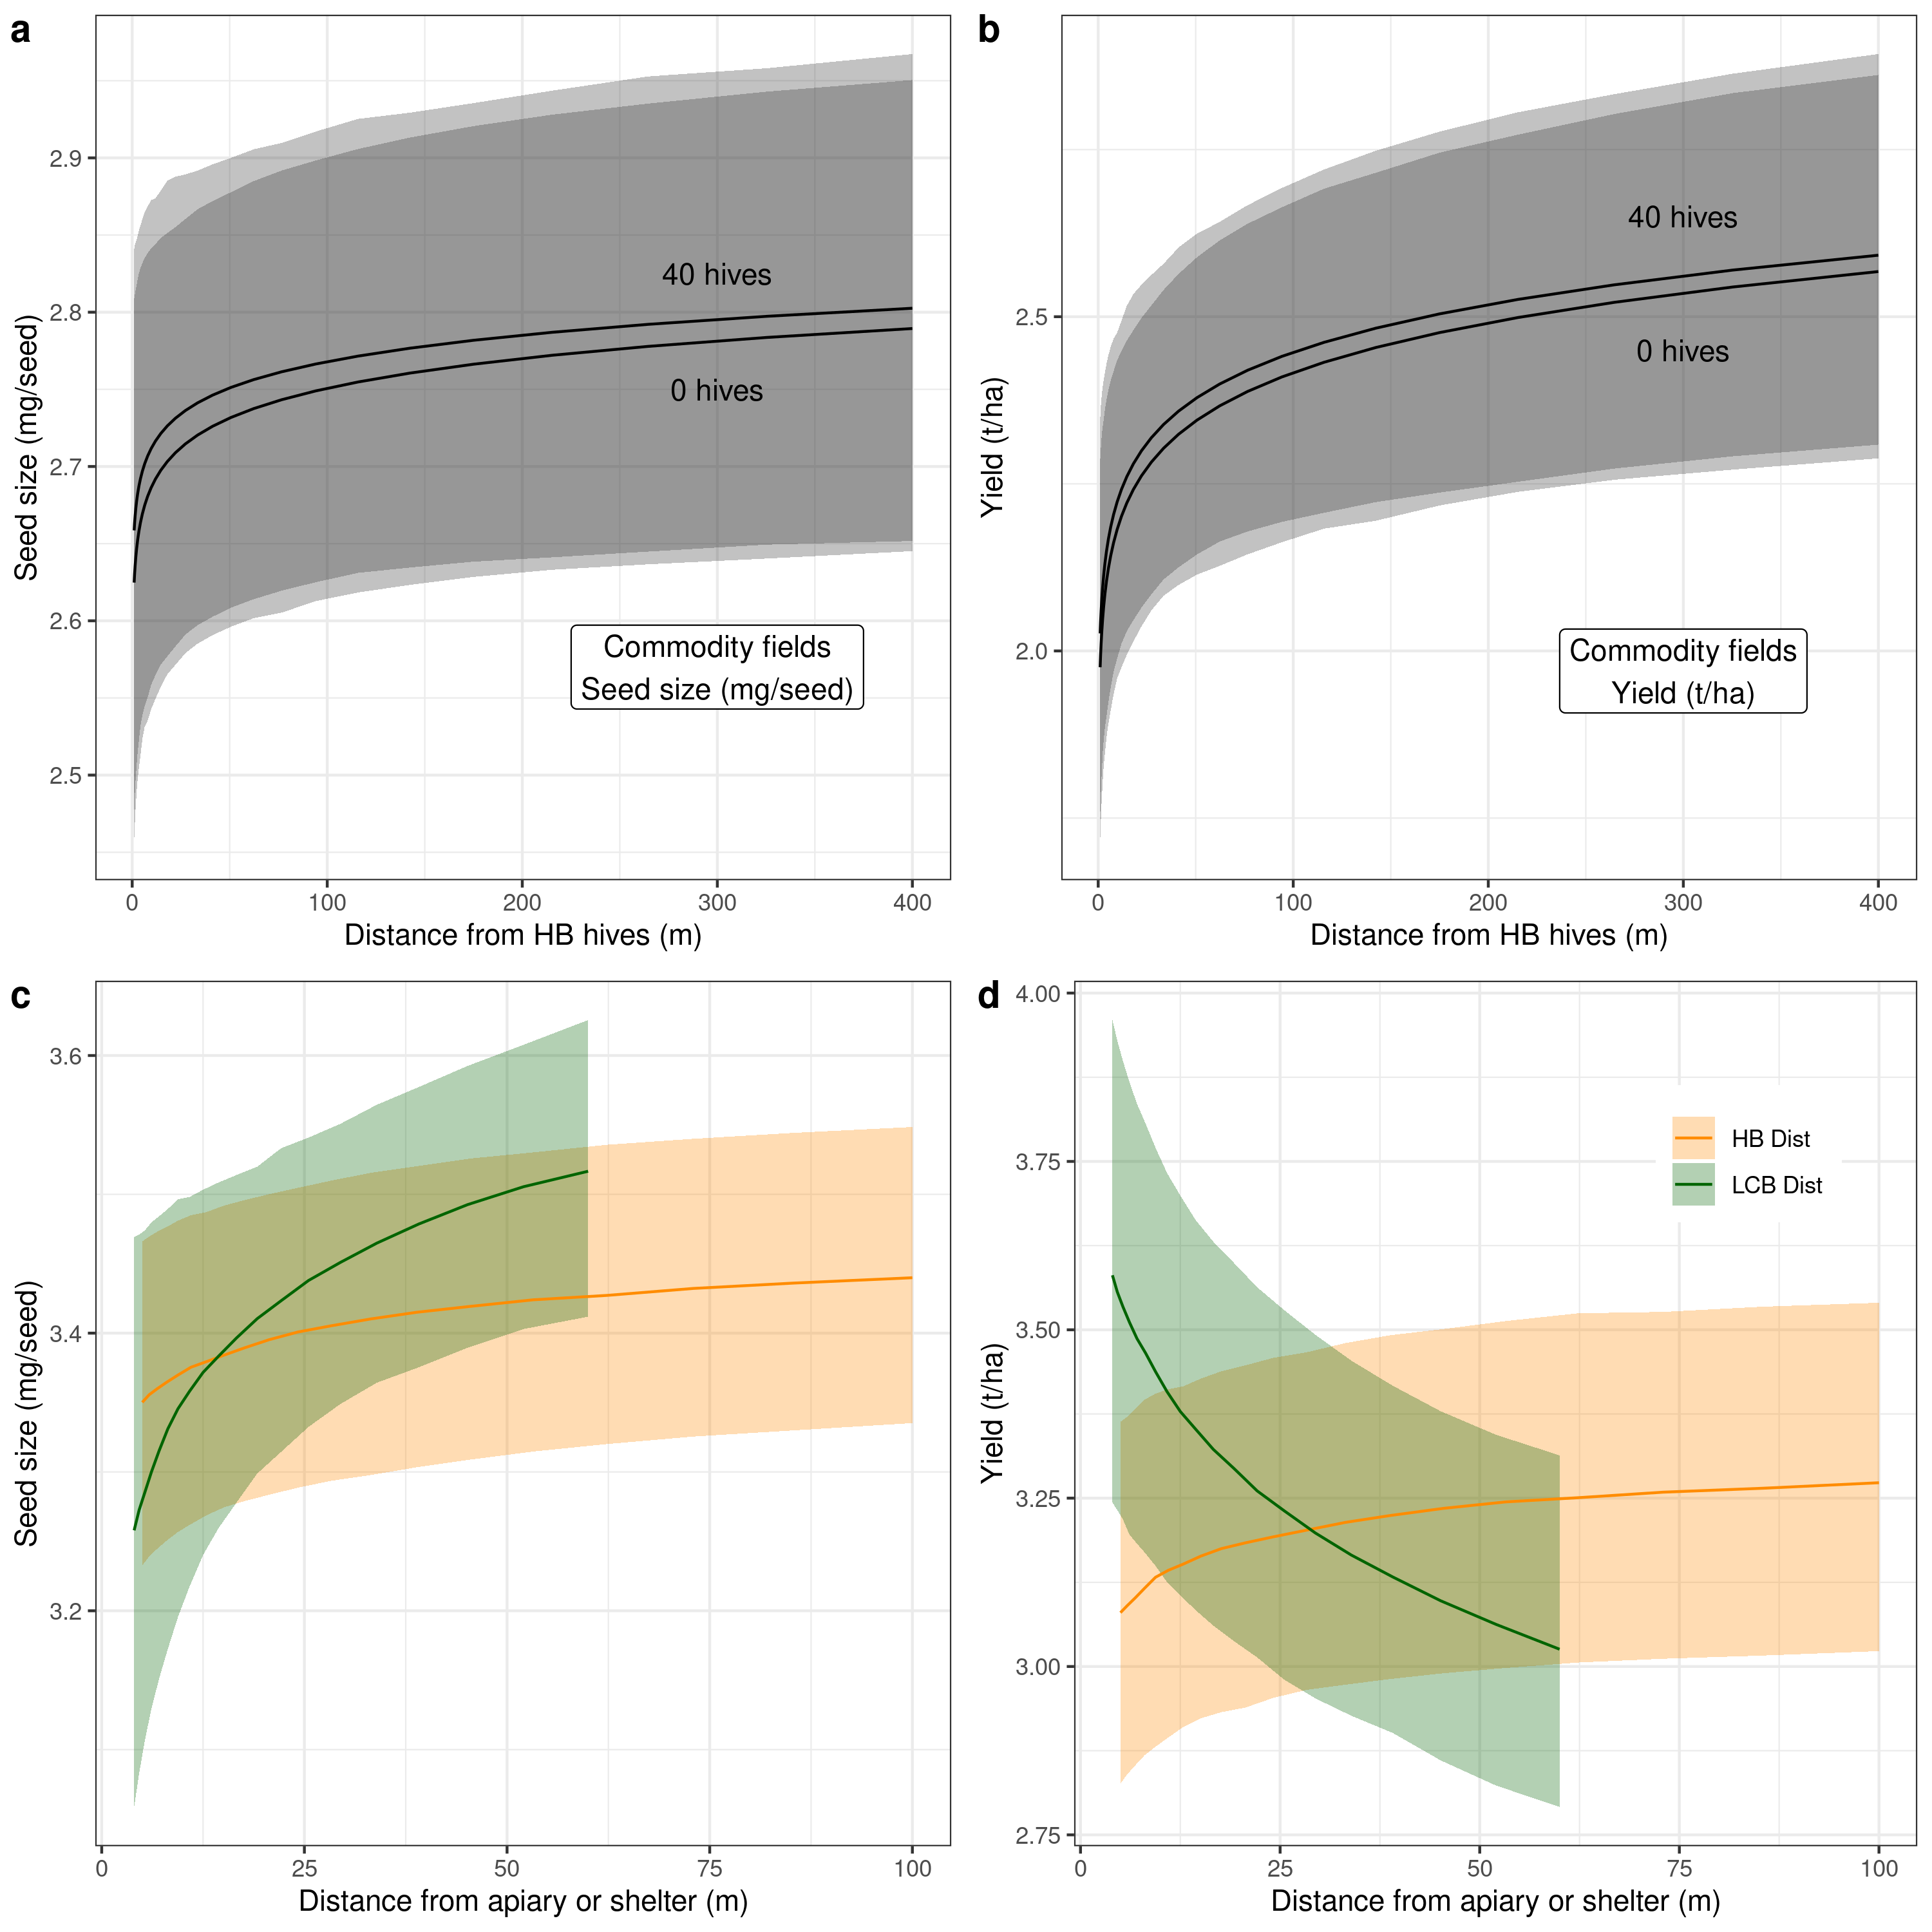 a
2.9
2.8
2.7
2.6
2.5
Seed size (mg/seed)
40 hives
0 hives
Commodity fields
Seed size (mg/seed)
0 100 200 300 400
Distance from HB hives (m)
b
2.5
2.0
Yield (t/ha)
40 hives
0 hives
Commodity fields
Yield (t/ha)
0 100 200 300 400
Distance from HB hives (m)
c
3.6
3.4
3.2
Seed size (mg/seed)
0 25 50 75 100
Distance from apiary or shelter (m)
d
4.00
3.75
3.50
3.25
3.00
2.75
Yield (t/ha)
HB Dist
LCB Dist
0 25 50 75 100
Distance from apiary or shelter (m)